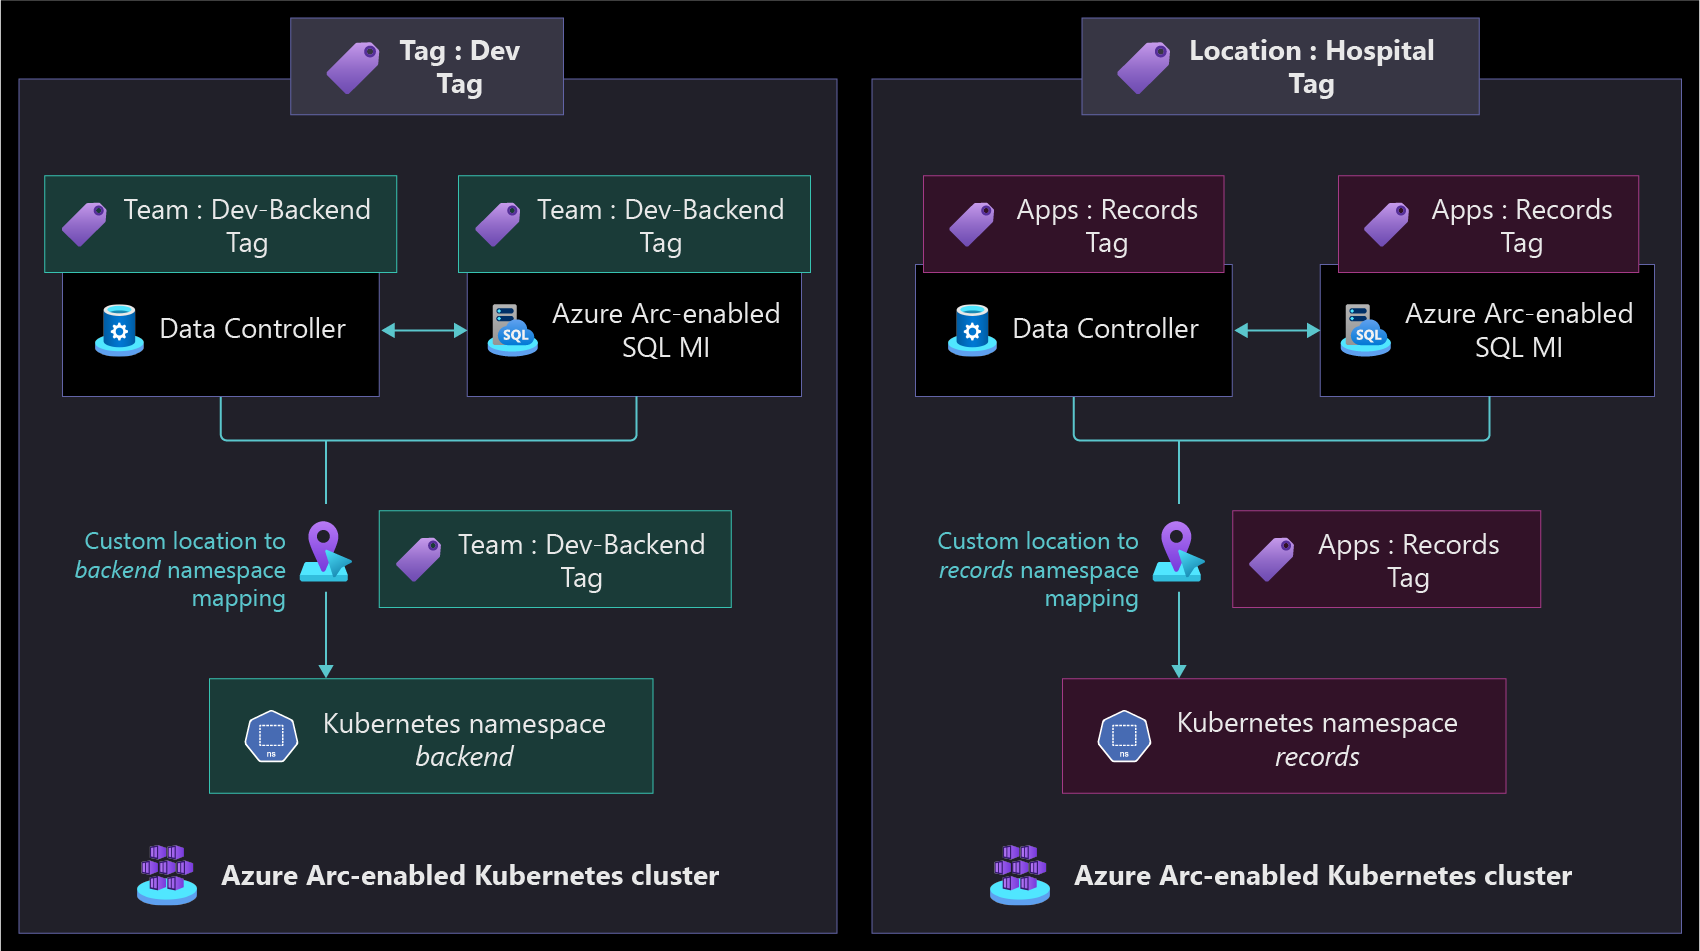 Tag : Dev
Tag
Team : Dev-Backend
Tag
Team : Dev-Backend
Tag
Data Controller
SQL
Azure Arc-enabled
SQL MI
Custom location to
backend namespace
mapping
Team : Dev-Backend
Tag
ns
Kubernetes namespace
backend
Azure Arc-enabled Kubernetes cluster
Location : Hospital
Tag
Apps : Records
Tag
Apps : Records
Tag
Data Controller
SQL
Azure Arc-enabled
SQL MI
Custom location to
records namespace
mapping
Apps : Records
Tag
ns
Kubernetes namespace
records
Azure Arc-enabled Kubernetes cluster